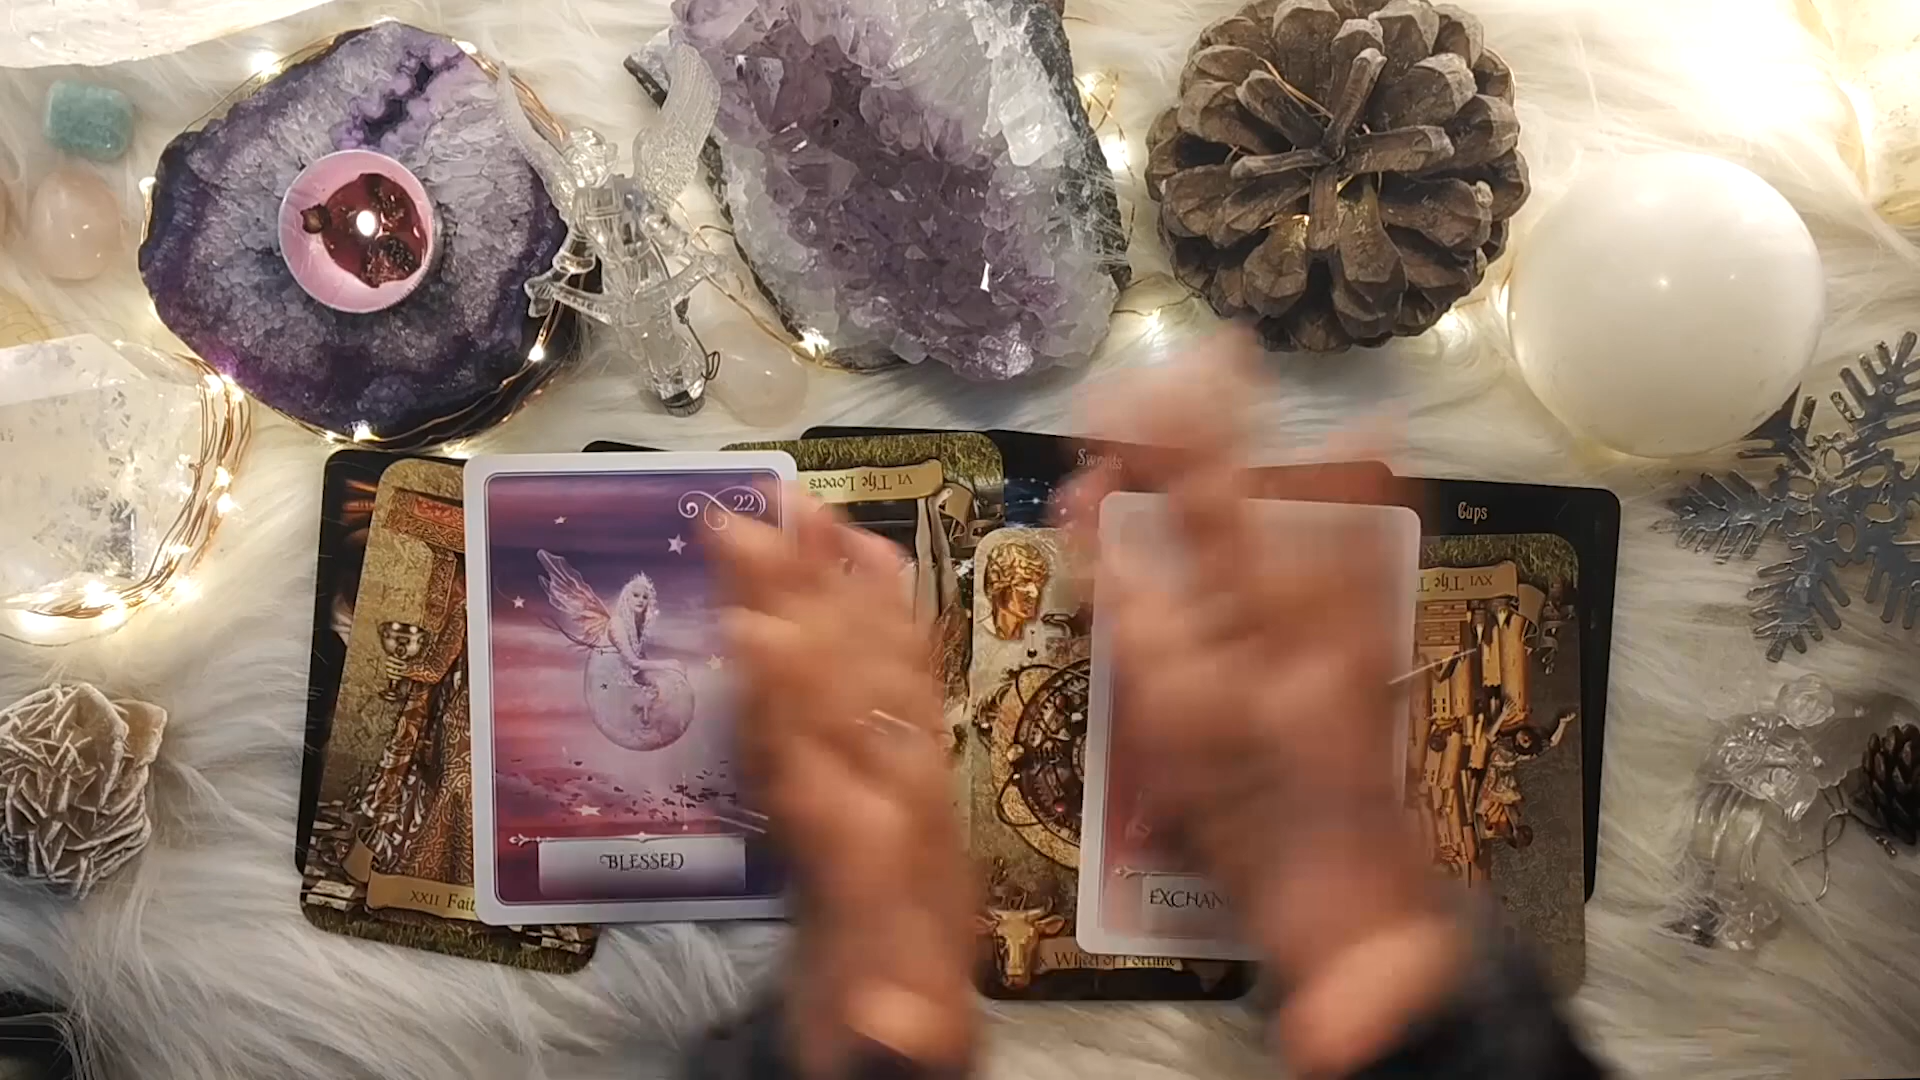 22
BLESSED
XXII Fait
VI The Lovers
Swords
EXCHAN
X Wheel of Fortune
Cups
XVI The T